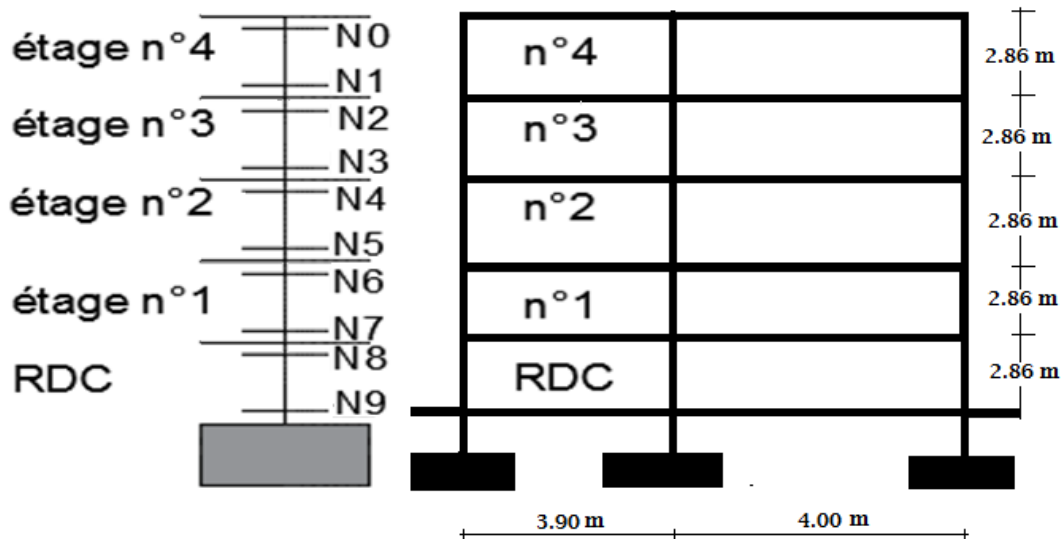 étage n°4
N0
N1
étage n°3
N2
N3
étage n°2
N4
N5
étage n°1
N6
N7
RDC
N8
N9
n°4
n°3
n°2
n°1
RDC
2.86 m
2.86 m
2.86 m
2.86 m
2.86 m
3.90 m
4.00 m